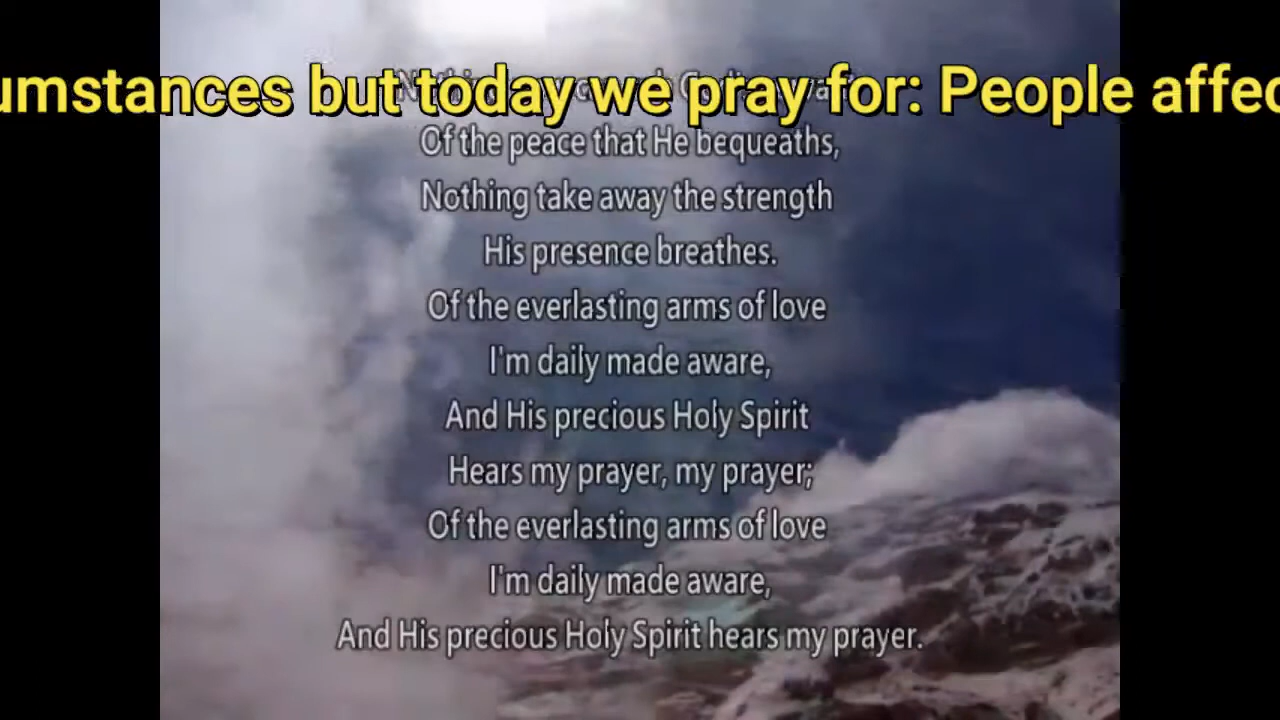 umstances but today we pray for: People affec
Of the peace that He bequeaths,
Nothing take away the strength
His presence breathes.
Of the everlasting arms of love
I'm daily made aware,
And His precious Holy Spirit
Hears my prayer, my prayer;
Of the everlasting arms of love
I'm daily made aware,
And His precious Holy Spirit hears my prayer.